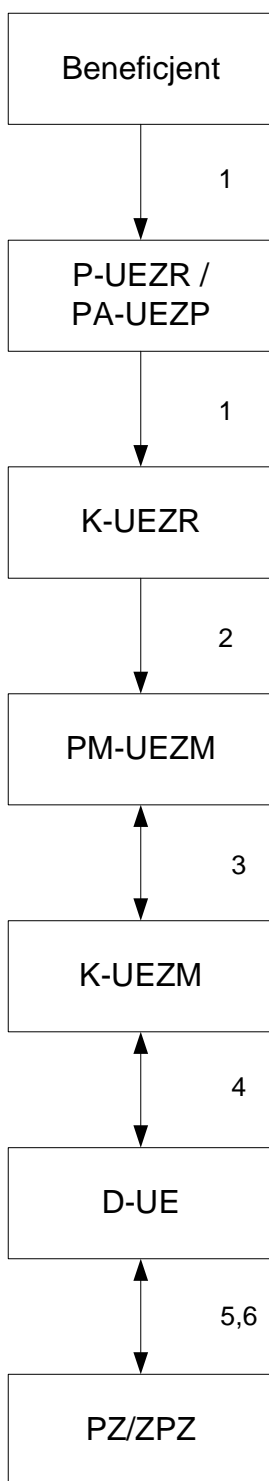 Beneficjent
1
P-UEZR /
PA-UEZP
1
K-UEZR
2
PM-UEZM
3
K-UEZM
4
D-UE
5,6
PZ/ZPZ